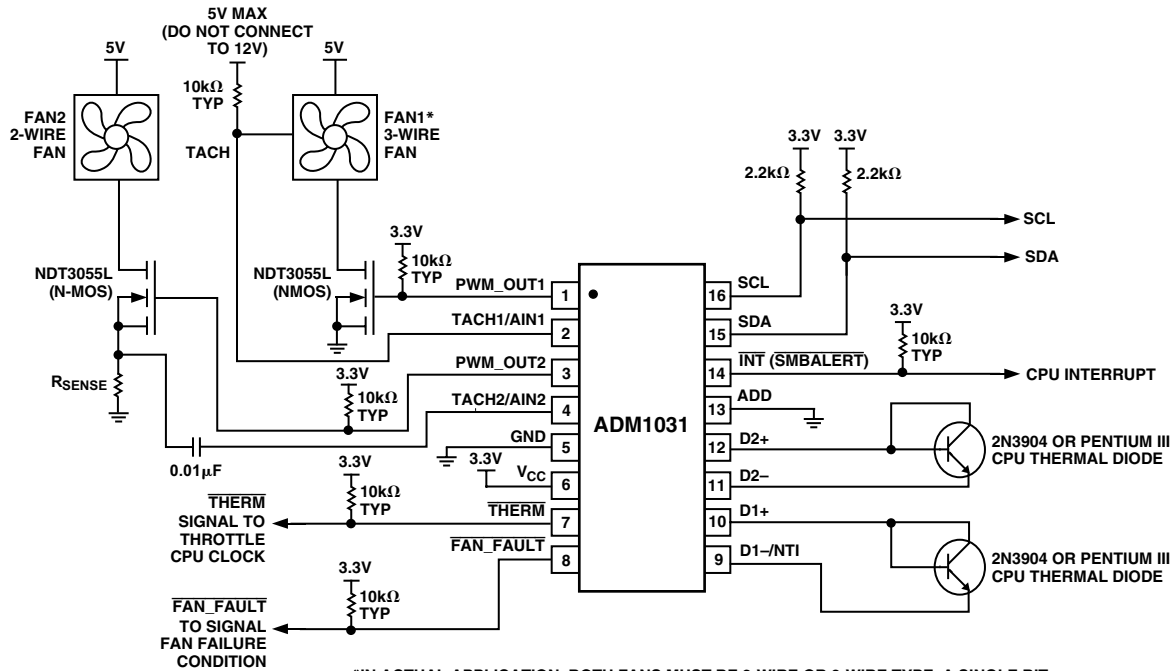 5V MAX
(DO NOT CONNECT
TO 12V)
5V
5V
10kΩ
TYP
FAN2
2-WIRE
FAN
TACH
FAN1*
3-WIRE
FAN
3.3V
3.3V
2.2kΩ
2.2kΩ
SCL
SDA
3.3V
10kΩ
TYP
NDT3055L
(N-MOS)
NDT3055L
(NMOS)
PWM_OUT1
1
TACH1/AIN1
2
PWM_OUT2
3
3.3V
10kΩ
TYP
TACH2/AIN2
4
RSENSE
0.01μF
GND
5
3.3V
VCC
6
3.3V
10kΩ
TYP
THERM
7
THERM
SIGNAL TO
THROTTLE
CPU CLOCK
FAN_FAULT
8
3.3V
10kΩ
TYP
FAN_FAULT
TO SIGNAL
FAN FAILURE
CONDITION
ADM1031
16
SCL
15
SDA
3.3V
10kΩ
TYP
14
INT (SMBALERT)
CPU INTERRUPT
13
ADD
12
D2+
2N3904 OR PENTIUM III
CPU THERMAL DIODE
11
D2–
10
D1+
9
D1–/NTI
2N3904 OR PENTIUM III
CPU THERMAL DIODE